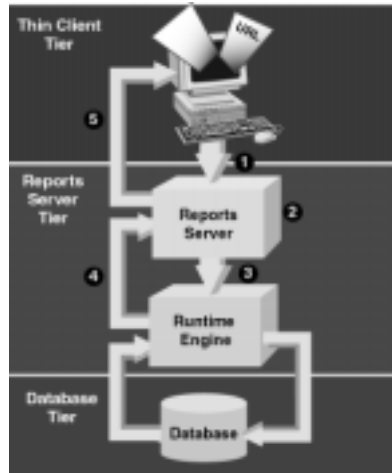 Thin Client
Tier
URL
5
1
Reports
Server
Tier
Reports
Server
2
4
3
Runtime
Engine
Database
Tier
Database